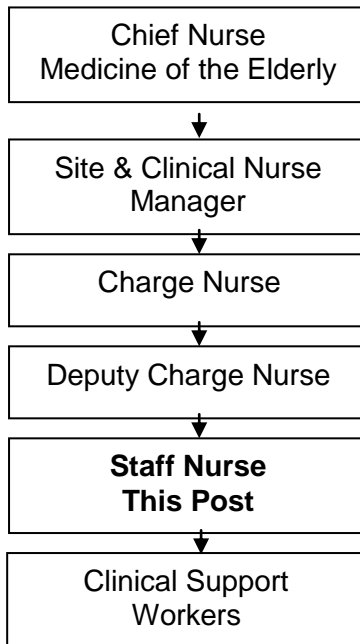 Chief Nurse
Medicine of the Elderly
Site & Clinical Nurse
Manager
Charge Nurse
Deputy Charge Nurse
Staff Nurse
This Post
Clinical Support
Workers